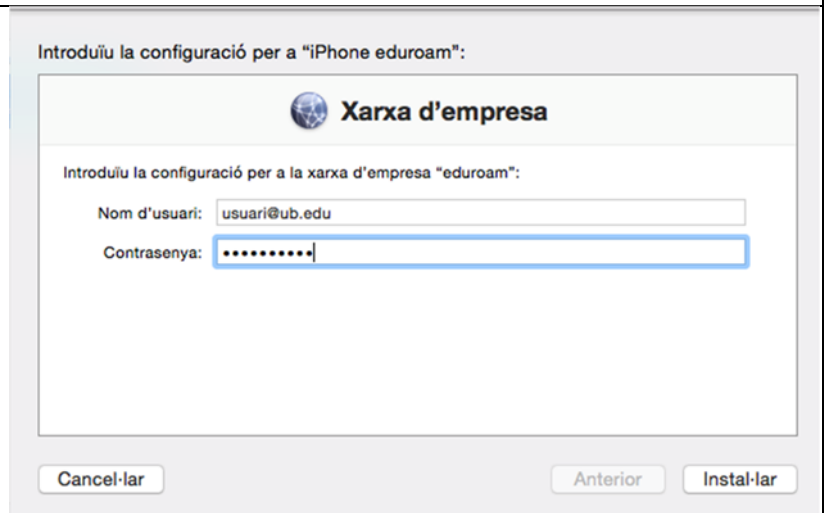 Introduïu la configuració per a “iPhone eduroam”:
Xarxa d’empresa
Introduïu la configuració per a la xarxa d’empresa “eduroam”:
Nom d’usuari: usuari@ub.edu
Contrasenya: ••••••••••
Cancel·lar Anterior Instal·lar